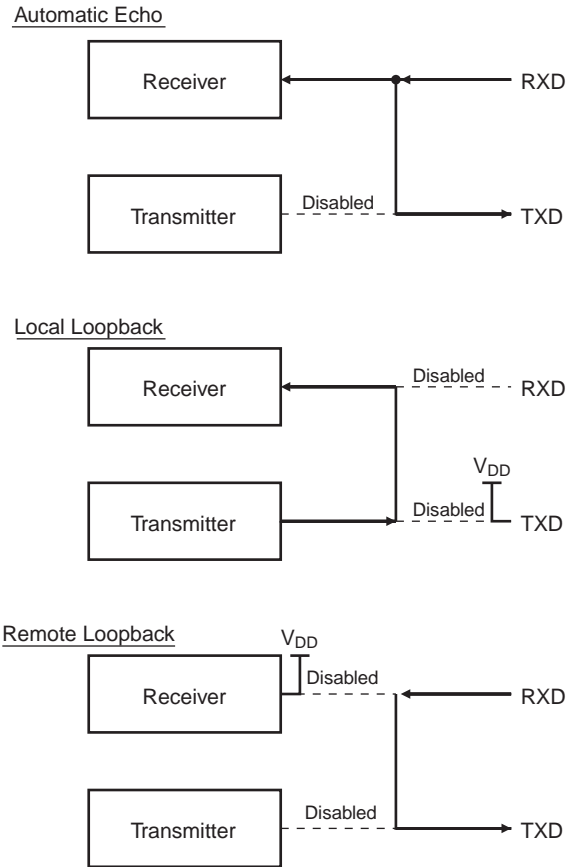 Automatic Echo
Receiver
RXD
Transmitter
Disabled
TXD
Local Loopback
Receiver
Disabled
RXD
VDD
Transmitter
Disabled
TXD
Remote Loopback
VDD
Receiver
Disabled
RXD
Transmitter
Disabled
TXD